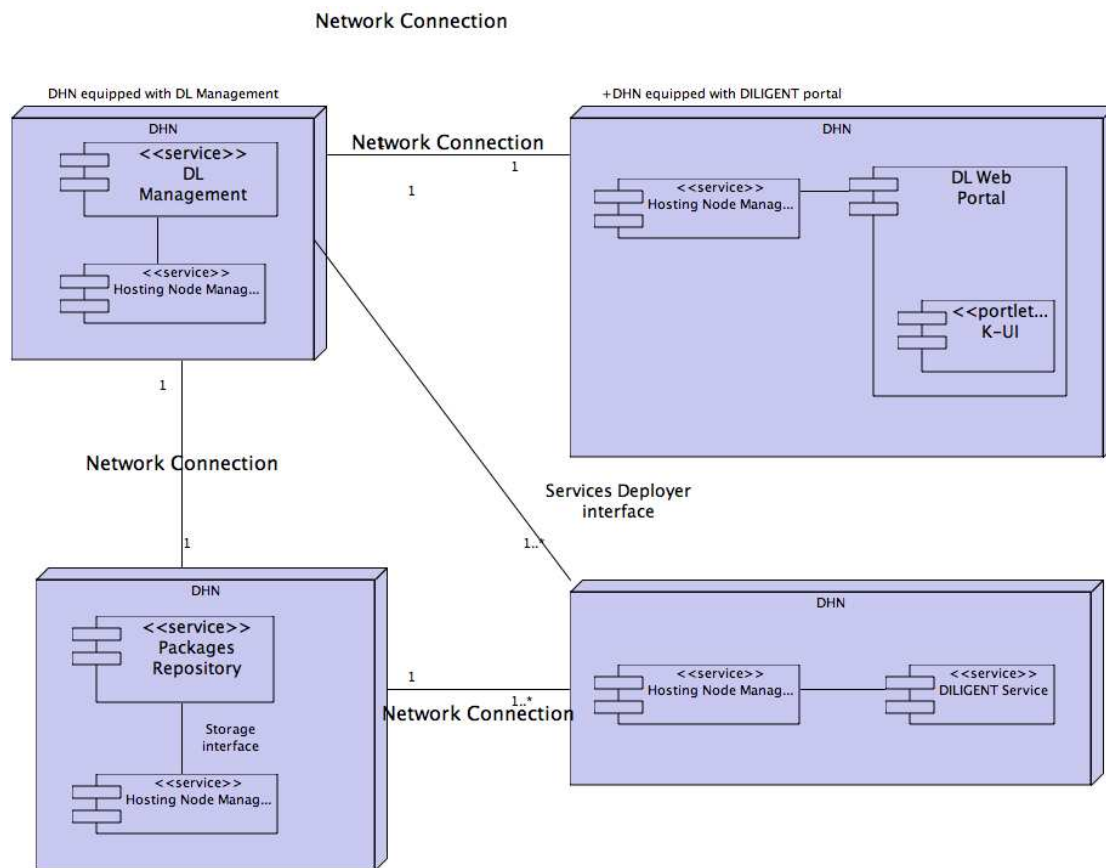 Network Connection
DHN equipped with DL Management
+DHN equipped with DILIGENT portal
DHN
<<service>>
DL
Management
<<service>>
Hosting Node Manag...
Network Connection
1
1
DHN
<<service>>
Hosting Node Manag...
DL Web
Portal
<<portlet...
K-UI
1
Network Connection
1
Services Deployer
interface
1..*
DHN
<<service>>
Packages
Repository
Storage
interface
<<service>>
Hosting Node Manag...
1
1..*
Network Connection
DHN
<<service>>
Hosting Node Manag...
<<service>>
DILIGENT Service